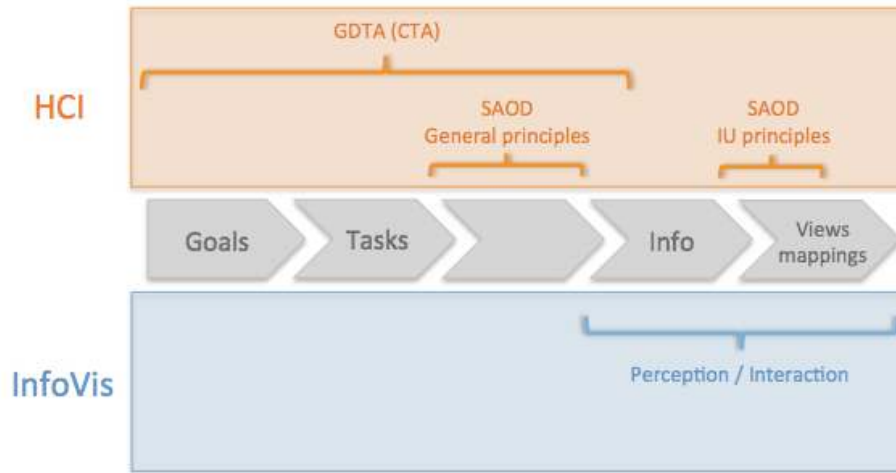 GDTA (CTA)
HCI
SAOD
General principles
SAOD
IU principles
Goals
Tasks
Info
Views
mappings
InfoVis
Perception / Interaction